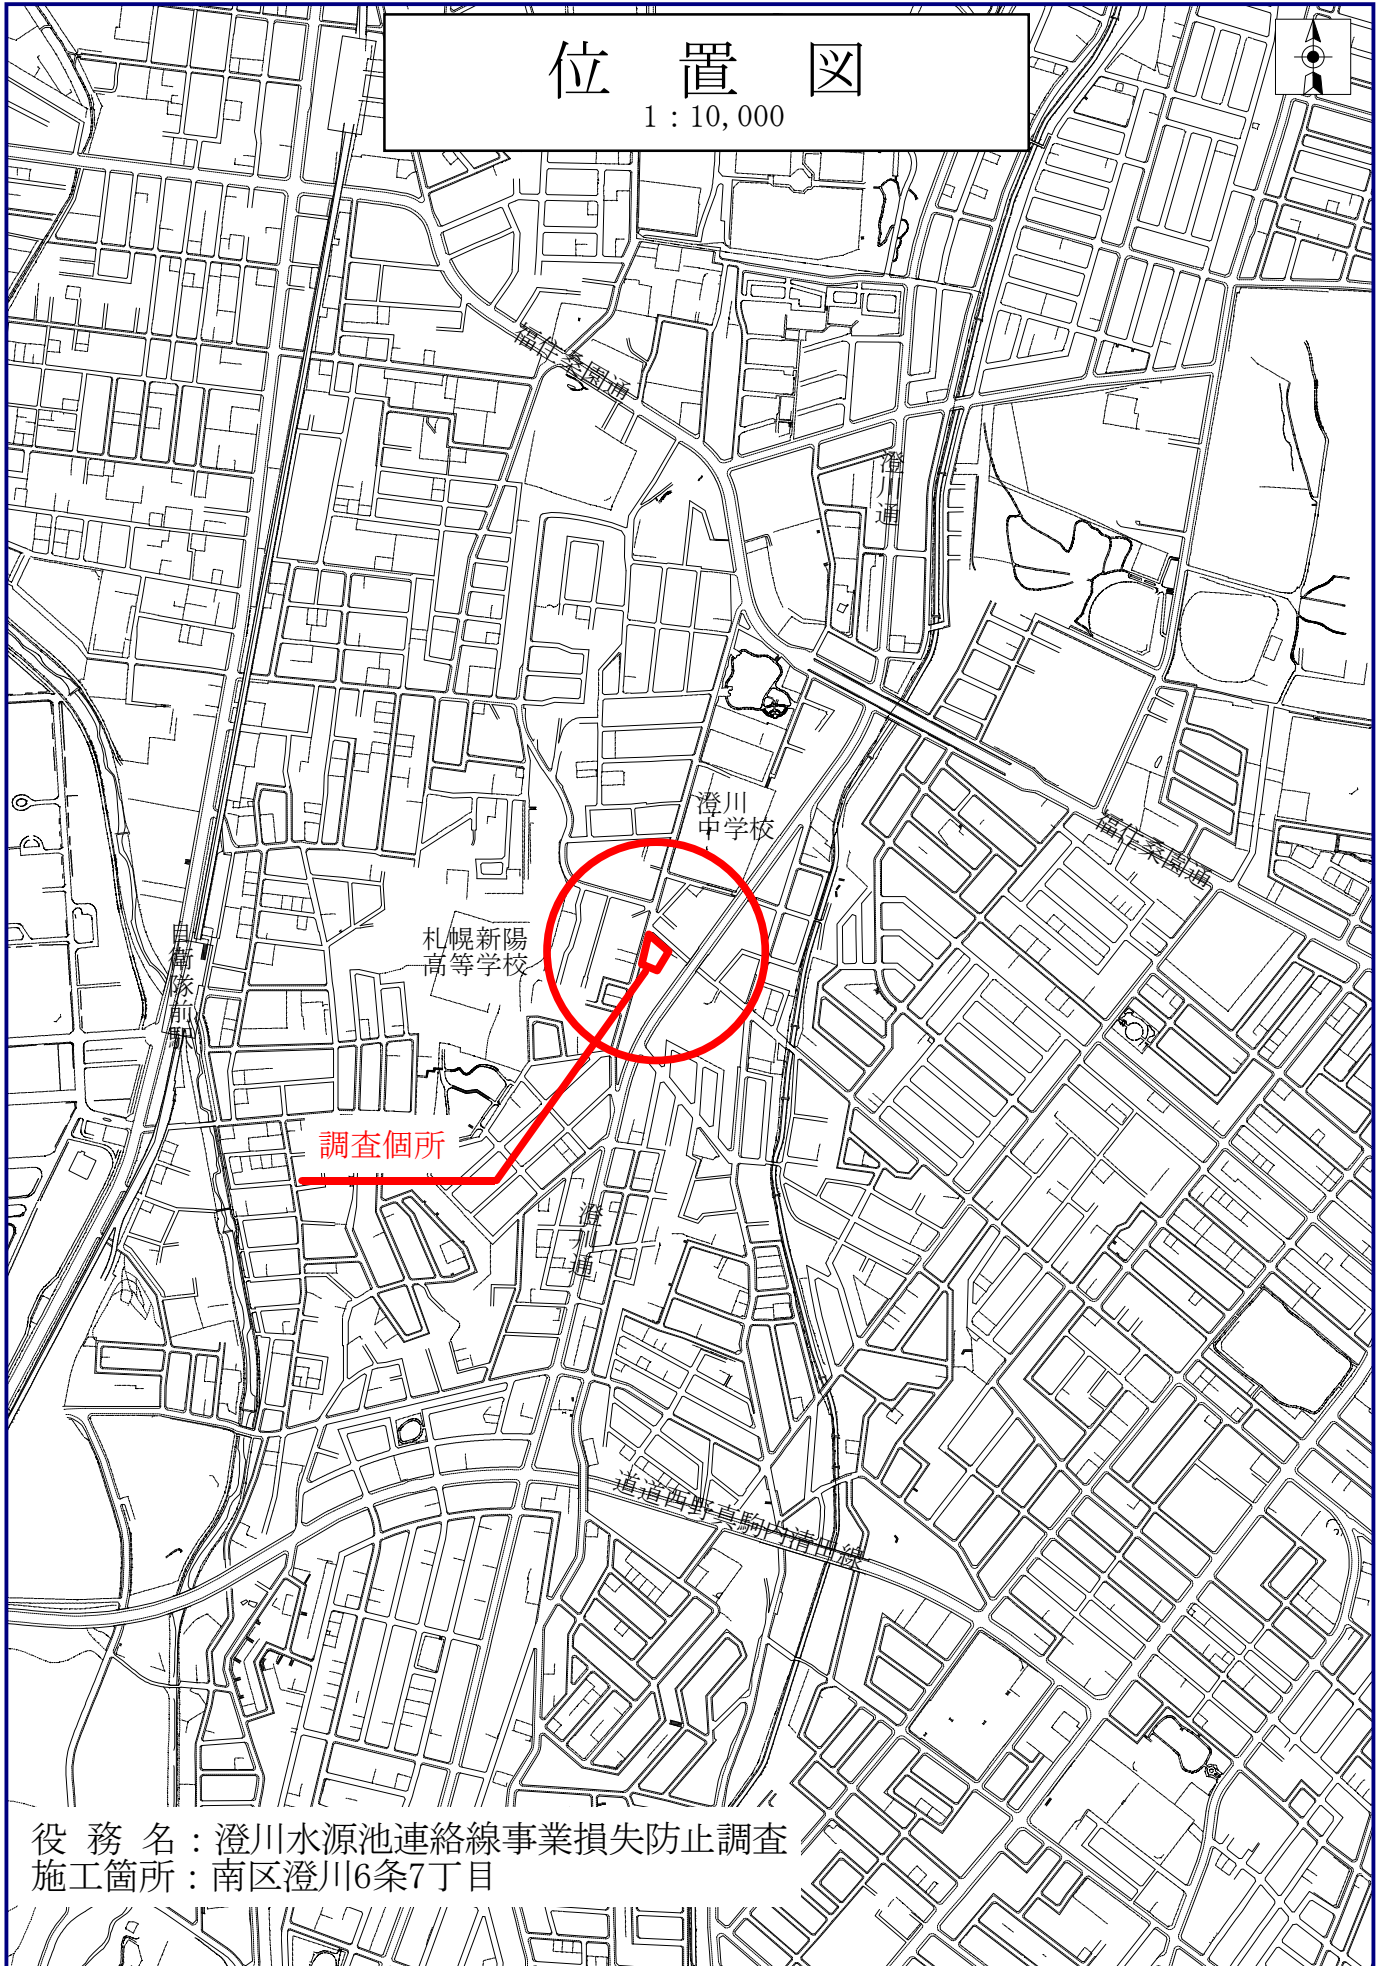 位置図
1：10,000
福住桑園通
澄川通
澄川
中学校
福住桑園通
札幌新陽
高等学校
自衛隊前駅
調査個所
澄川通
道道西野真駒内清田線
役務名：澄川水源池連絡線事業損失防止調査
施工箇所：南区澄川6条7丁目